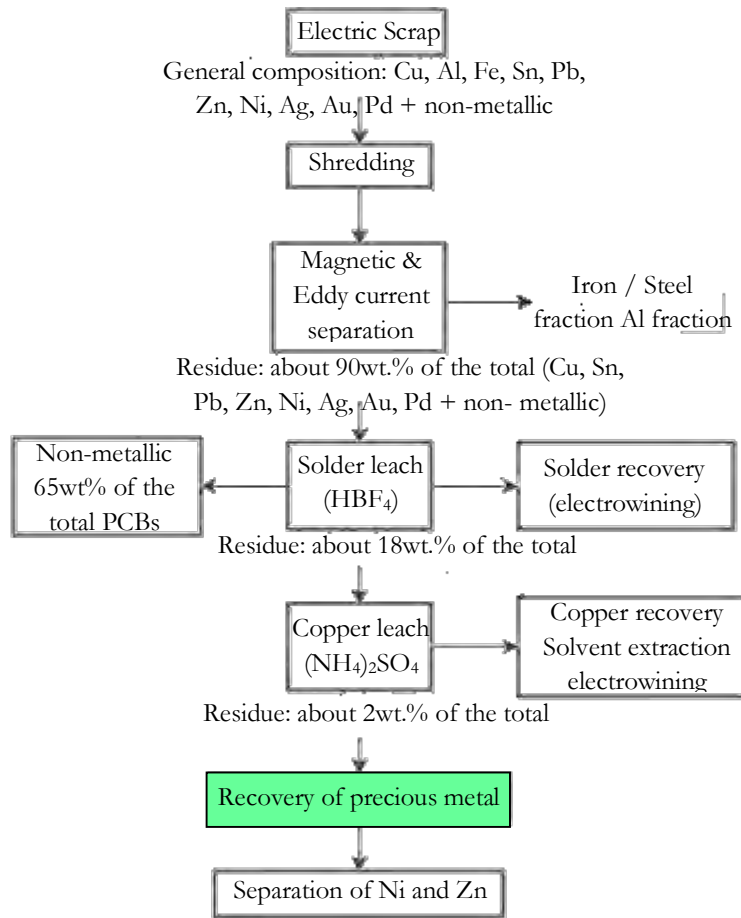 Electric Scrap
General composition: Cu, Al, Fe, Sn, Pb,
Zn, Ni, Ag, Au, Pd + non-metallic
Shredding
Magnetic &
Eddy current
separation
Iron / Steel
fraction Al fraction
Residue: about 90wt.% of the total (Cu, Sn,
Pb, Zn, Ni, Ag, Au, Pd + non- metallic)
Non-metallic
65wt% of the
total PCBs
Solder leach
(HBF4)
Solder recovery
(electrowining)
Residue: about 18wt.% of the total
Copper leach
(NH4)2SO4
Copper recovery
Solvent extraction
electrowining
Residue: about 2wt.% of the total
Recovery of precious metal
Separation of Ni and Zn